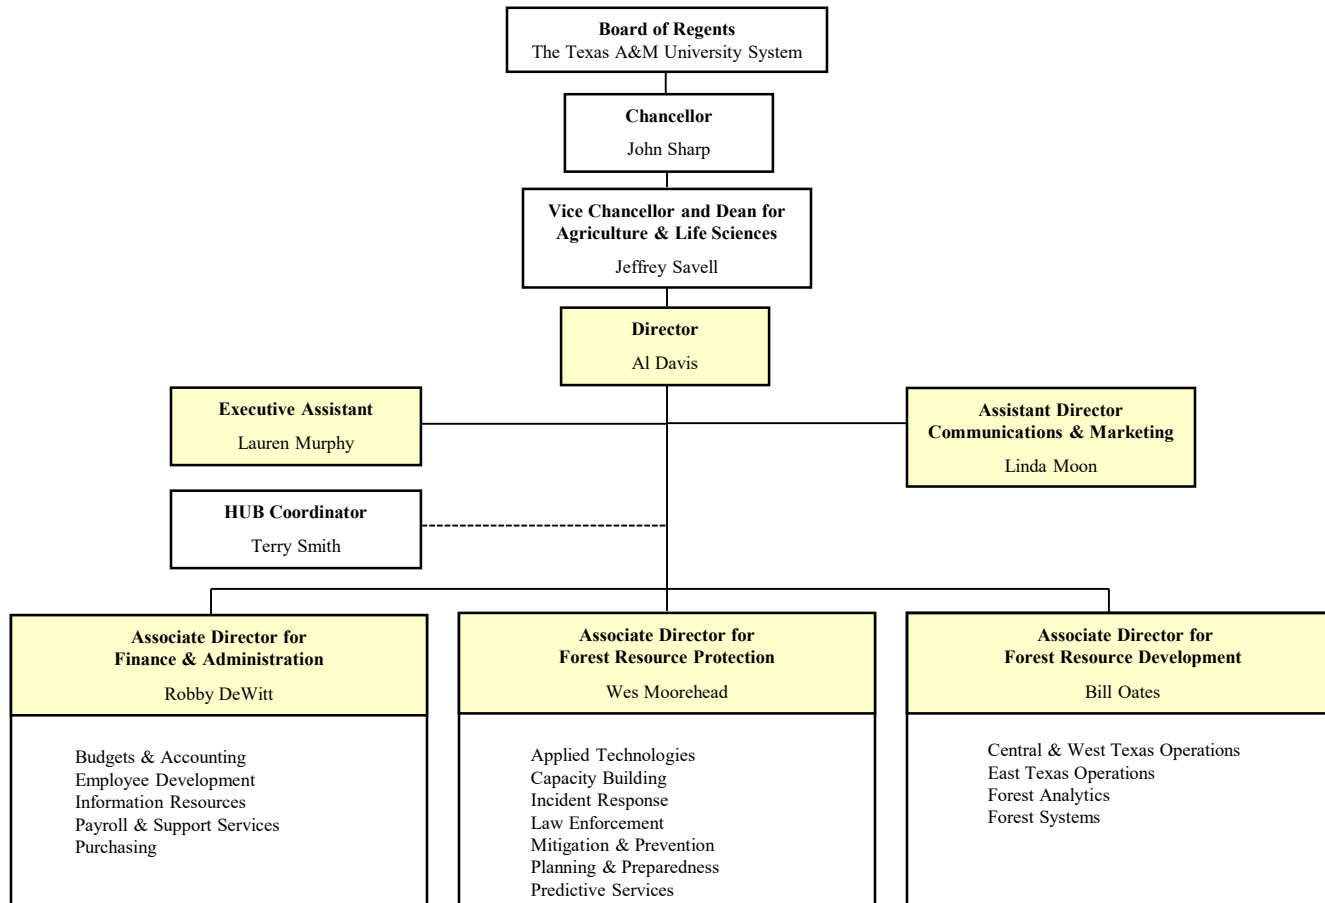 Board of Regents
The Texas A&M University System
Chancellor
John Sharp
Vice Chancellor and Dean for
Agriculture & Life Sciences
Jeffrey Savell
Director
Al Davis
Executive Assistant
Lauren Murphy
Assistant Director
Communications & Marketing
Linda Moon
HUB Coordinator
Terry Smith
Associate Director for
Finance & Administration
Robby DeWitt
Budgets & Accounting
Employee Development
Information Resources
Payroll & Support Services
Purchasing
Associate Director for
Forest Resource Protection
Wes Moorehead
Applied Technologies
Capacity Building
Incident Response
Law Enforcement
Mitigation & Prevention
Planning & Preparedness
Predictive Services
Associate Director for
Forest Resource Development
Bill Oates
Central & West Texas Operations
East Texas Operations
Forest Analytics
Forest Systems